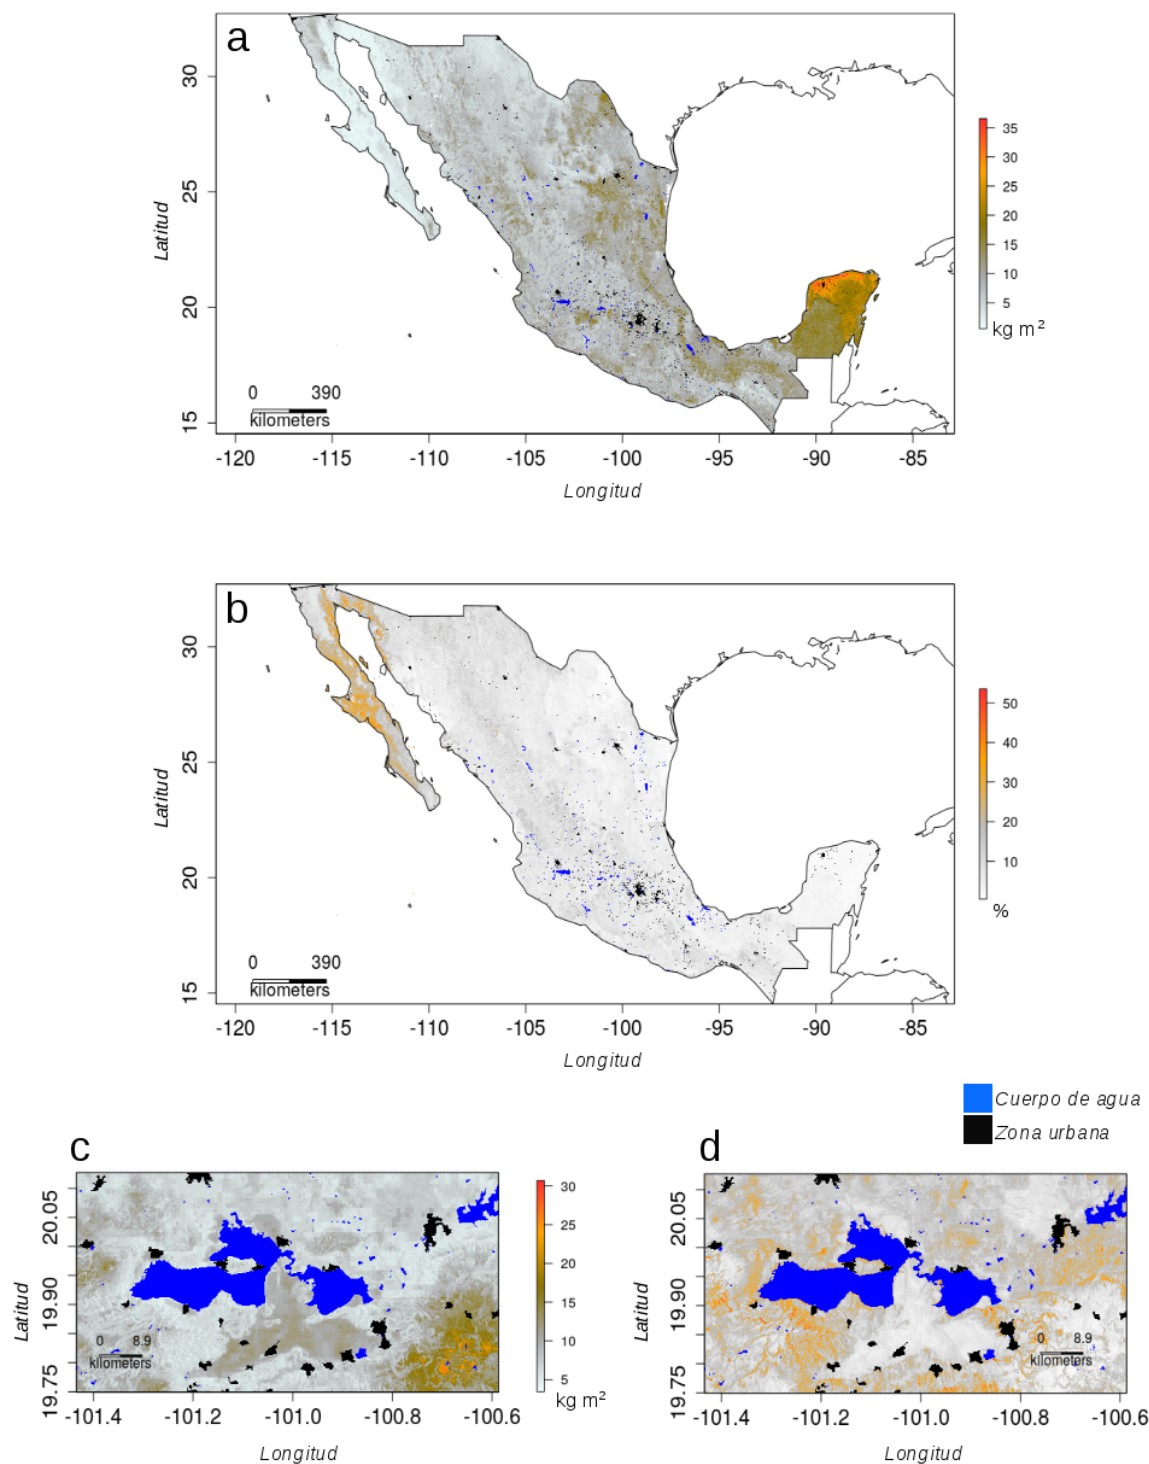 a
30
25
20
15
Latitud
0 390
kilometers
-120 -115 -110 -105 -100 -95 -90 -85
Longitud
35
30
25
20
15
10
5
kg m²
b
30
25
20
15
Latitud
0 390
kilometers
-120 -115 -110 -105 -100 -95 -90 -85
Longitud
50
40
30
20
10
%
Cuerpo de agua
Zona urbana
c
20.05
19.90
19.75
Latitud
0 8.9
kilometers
-101.4 -101.2 -101.0 -100.8 -100.6
Longitud
30
25
20
15
10
5
kg m²
d
20.05
19.90
19.75
Latitud
0 8.9
kilometers
-101.4 -101.2 -101.0 -100.8 -100.6
Longitud